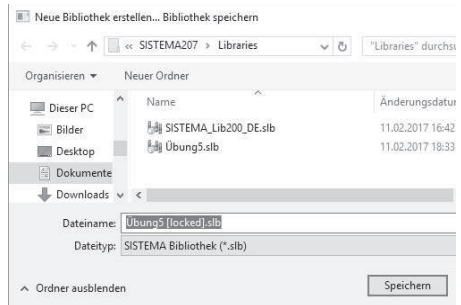 Neue Bibliothek erstellen... Bibliothek speichern
« SISTEMA207 > Libraries
"Libraries" durchsu
Organisieren
Neuer Ordner
Dieser PC
Bilder
Desktop
Dokumente
Downloads
Name
Änderungsdatur
SISTEMA_Lib200_DE.slb
11.02.2017 16:42
Übung5.slb
11.02.2017 18:33
Dateiname: Übung5 [locked].slb
Dateityp: SISTEMA Bibliothek (*.slb)
Ordner ausblenden
Speichern